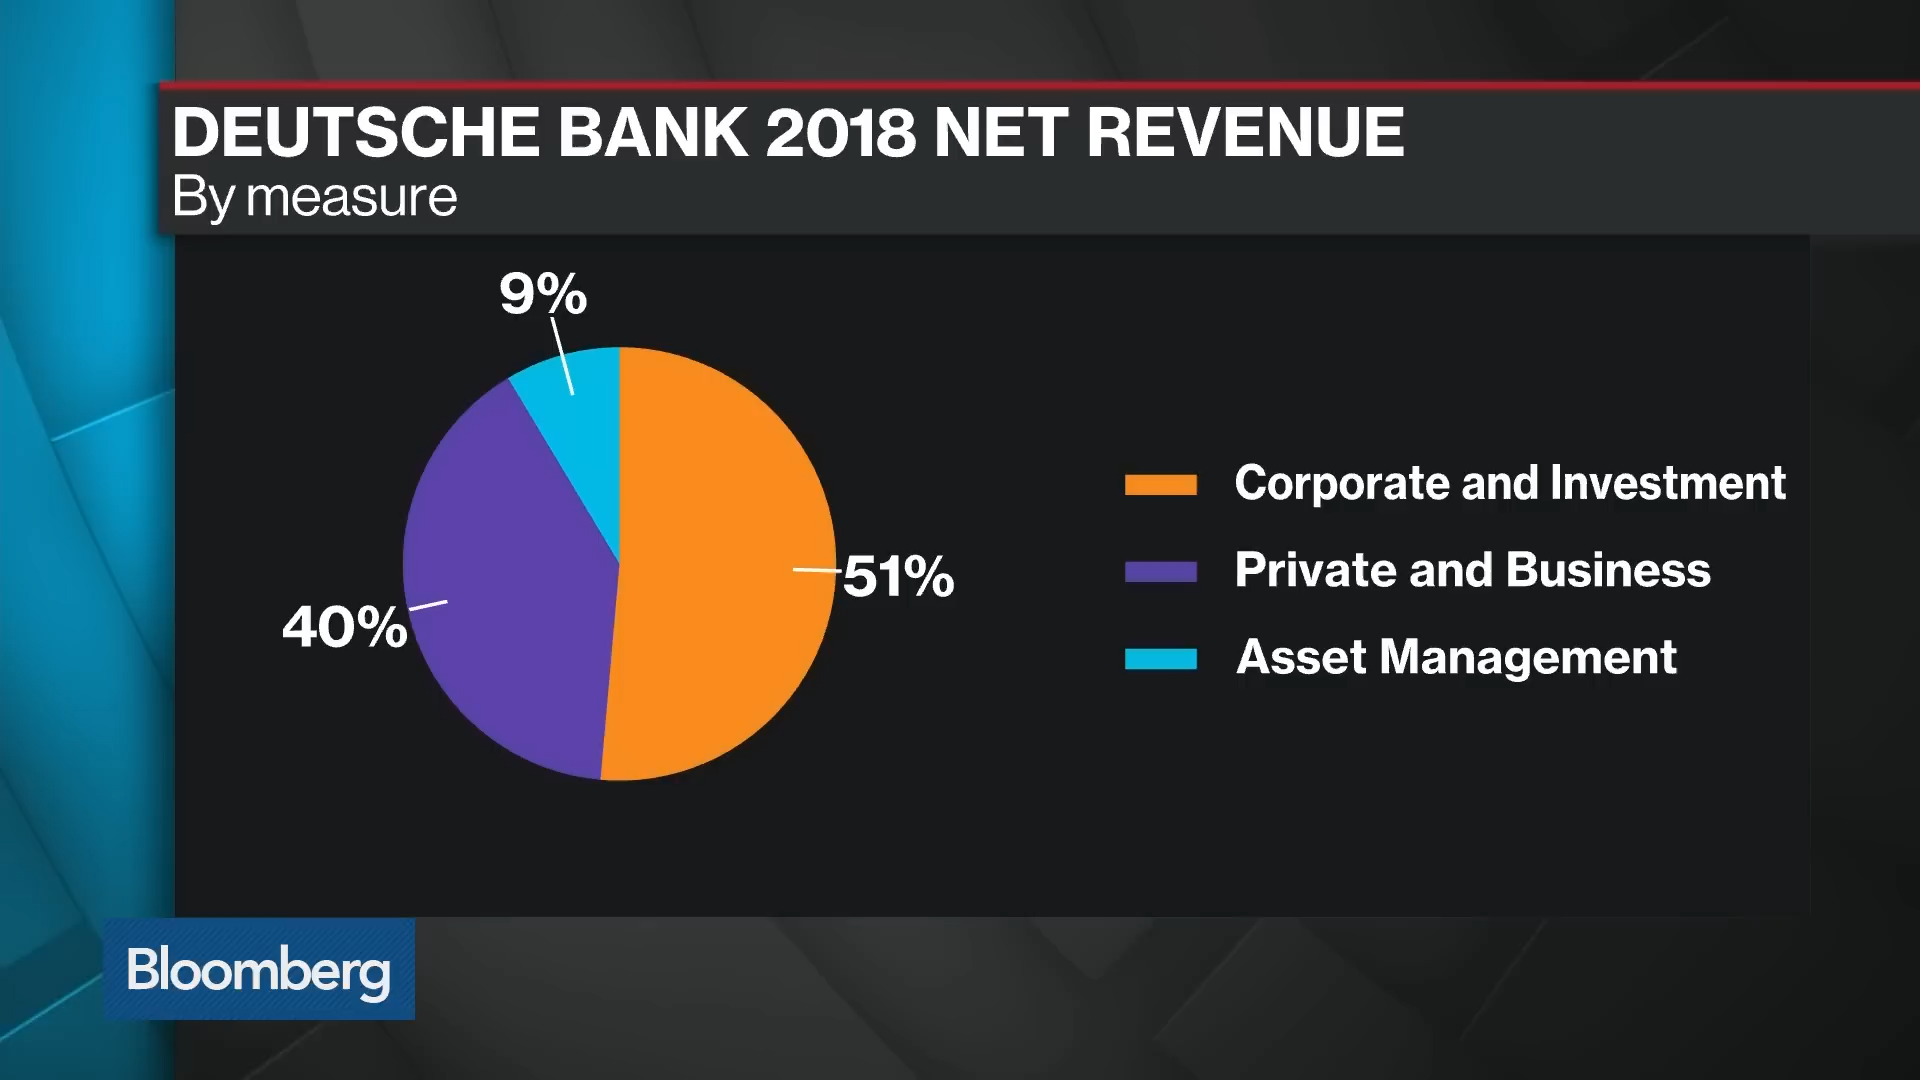 DEUTSCHE BANK 2018 NET REVENUE
By measure
9%
51%
40%
Corporate and Investment
Private and Business
Asset Management
Bloomberg